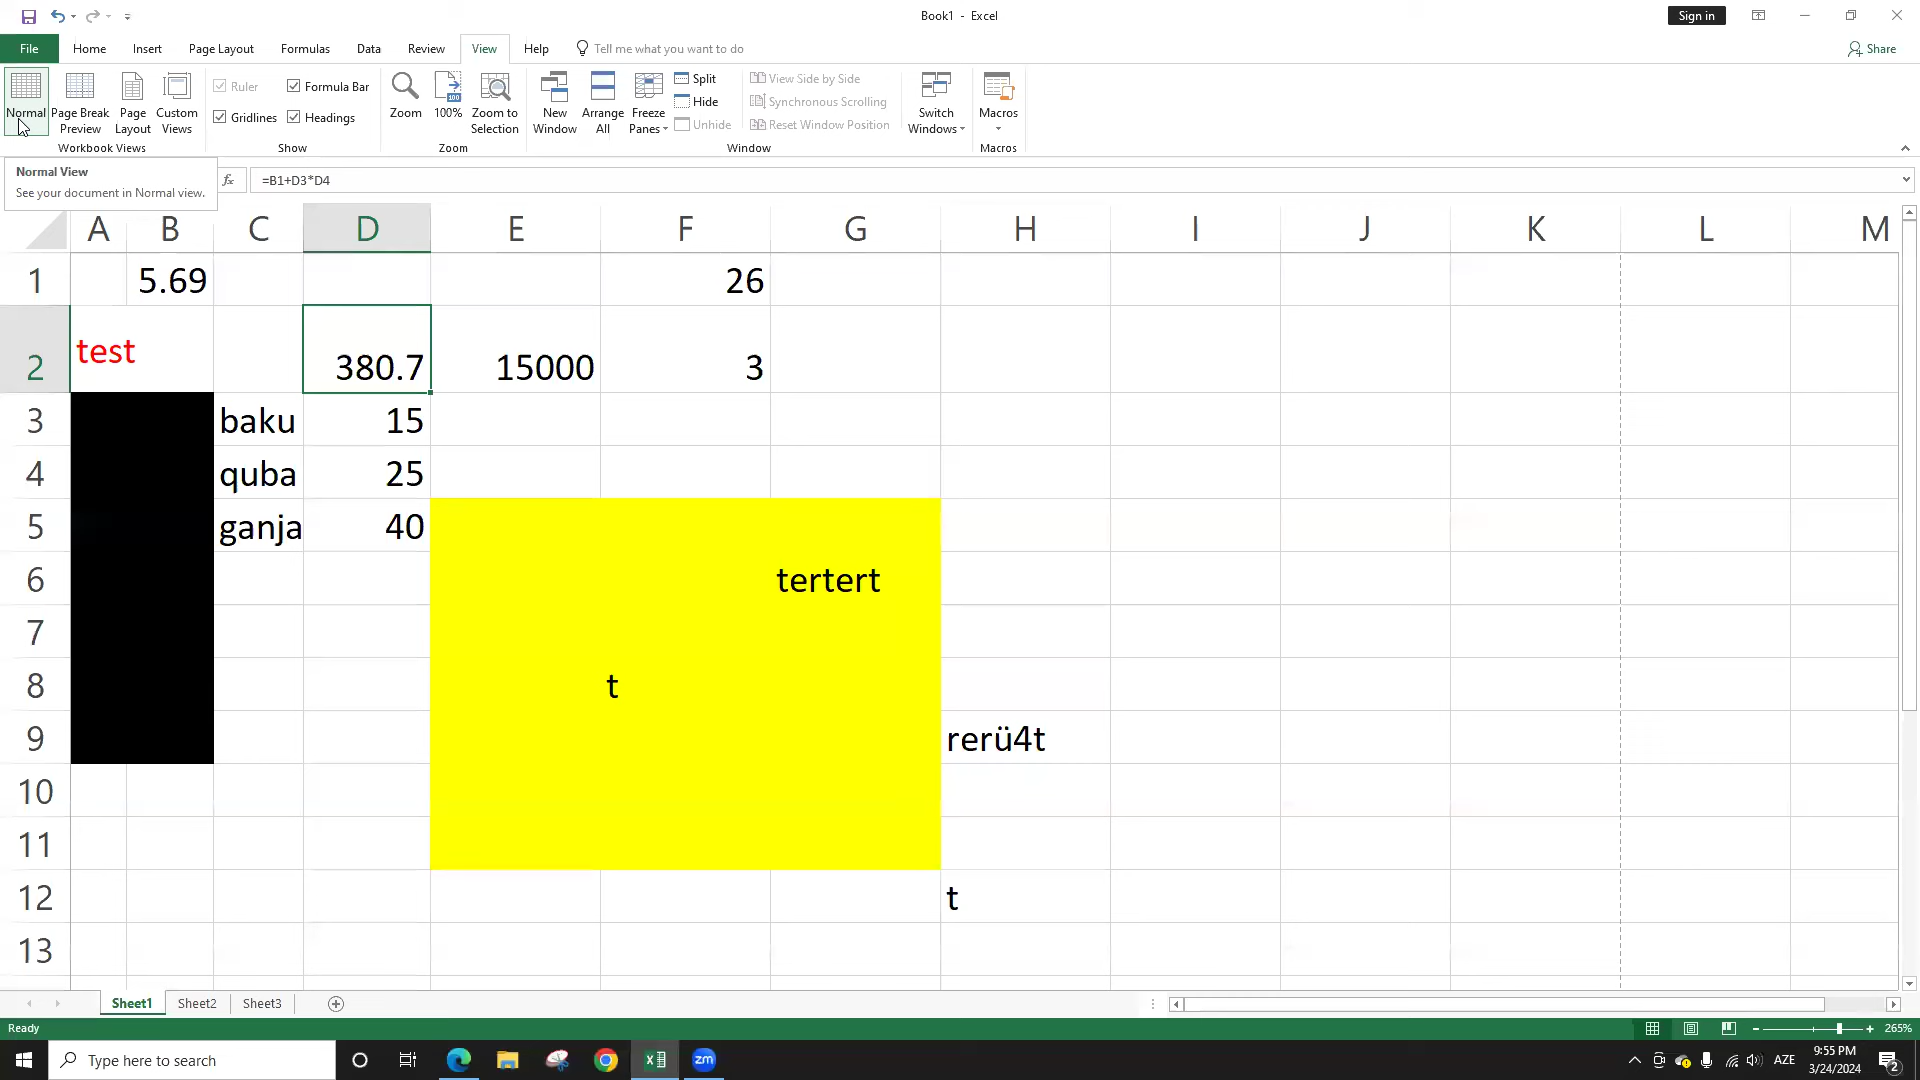 Book1 - Excel
Sign in
File Home Insert Page Layout Formulas Data Review View Help Tell me what you want to do Share
Normal
Page Break Preview
Page Layout
Custom Views
Workbook Views
Ruler
Formula Bar
Gridlines
Headings
Show
Zoom
100%
Zoom to Selection
Zoom
New Window
Arrange All
Freeze Panes
Split
Hide
Unhide
View Side by Side
Synchronous Scrolling
Reset Window Position
Window
Switch Windows
Macros
Macros
Normal View
See your document in Normal view.
fx =B1+D3*D4
A B C D E F G H I J K L M
1 5.69 26
2 test 380.7 15000 3
3 baku 15
4 quba 25
5 ganja 40
6 tertert
7
8 t
9 rerü4t
10
11
12 t
13
Sheet1 Sheet2 Sheet3
Ready 265%
Type here to search
zm
AZE
9:55 PM
3/24/2024
2